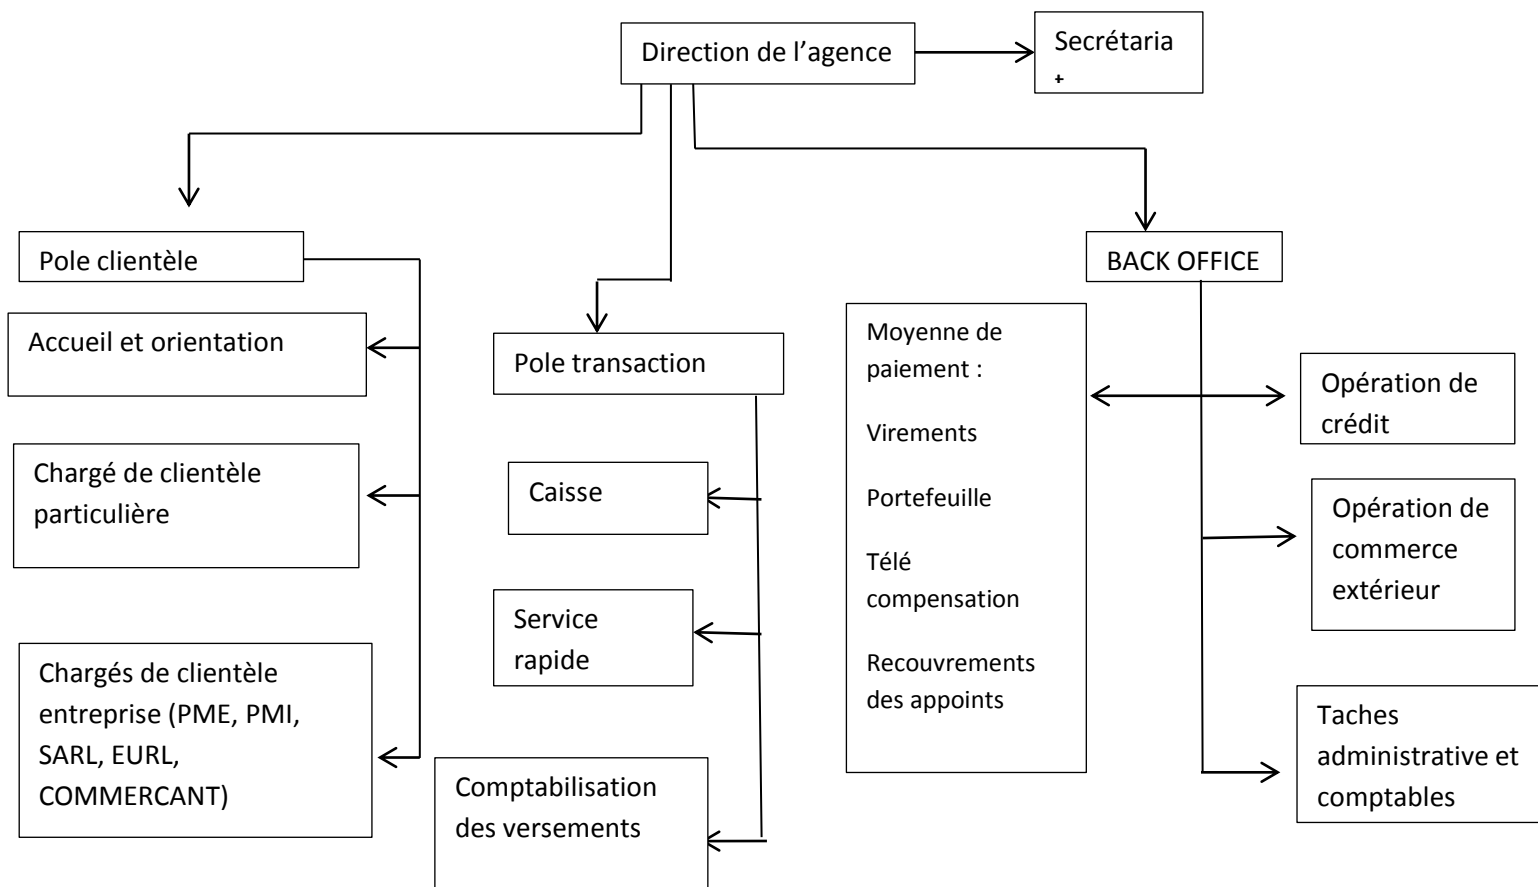 Direction de l’agence
Secrétaria
t
Pole clientèle
Accueil et orientation
Chargé de clientèle
particulière
Chargés de clientèle
entreprise (PME, PMI,
SARL, EURL,
COMMERCANT)
Pole transaction
Caisse
Service
rapide
Comptabilisation
des versements
BACK OFFICE
Moyenne de
paiement :
Virements
Portefeuille
Télé
compensation
Recouvrements
des appoints
Opération de
crédit
Opération de
commerce
extérieur
Taches
administrative et
comptables